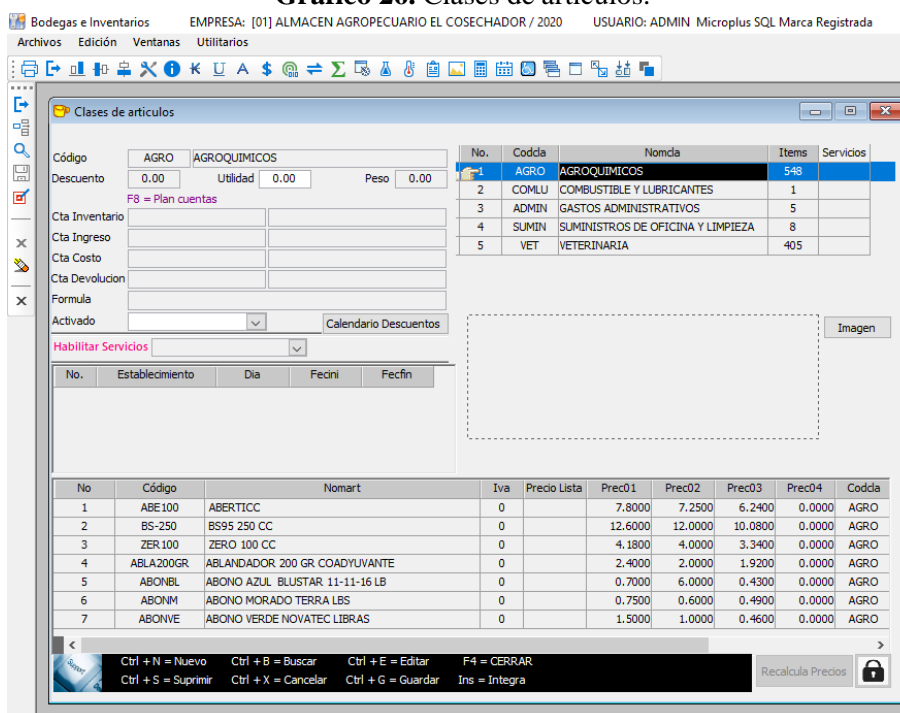 Gráfico 26. Clases de artículos.
Bodegas e Inventarios EMPRESA: [01] ALMACEN AGROPECUARIO EL COSECHADOR / 2020 USUARIO: ADMIN Microplus SQL Marca Registrada
Archivos Edición Ventanas Utilitarios
Clases de articulos
Código AGRO AGROQUIMICOS
Descuento 0.00 Utilidad 0.00 Peso 0.00
F8 = Plan cuentas
Cta Inventario
Cta Ingreso
Cta Costo
Cta Devolucion
Formula
Activado Calendario Descuentos
Habilitar Servicios
No. Establecimiento Dia Fecini Fecfin
No. Codcla Nomcla Items Servicios
1 AGRO AGROQUIMICOS 548
2 COMLU COMBUSTIBLE Y LUBRICANTES 1
3 ADMIN GASTOS ADMINISTRATIVOS 5
4 SUMIN SUMINISTROS DE OFICINA Y LIMPIEZA 8
5 VET VETERINARIA 405
Imagen
No Código Nomart Iva Precio Lista Prec01 Prec02 Prec03 Prec04 Codcla
1 ABE100 ABERTICC 0 7.8000 7.2500 6.2400 0.0000 AGRO
2 BS-250 BS95 250 CC 0 12.6000 12.0000 10.0800 0.0000 AGRO
3 ZER100 ZERO 100 CC 0 4.1800 4.0000 3.3400 0.0000 AGRO
4 ABLA200GR ABLANDADOR 200 GR COADYUVANTE 0 2.4000 2.0000 1.9200 0.0000 AGRO
5 ABONBL ABONO AZUL BLUSTAR 11-11-16 LB 0 0.7000 6.0000 0.4300 0.0000 AGRO
6 ABONM ABONO MORADO TERRA LBS 0 0.7500 0.6000 0.4900 0.0000 AGRO
7 ABONVE ABONO VERDE NOVATEC LIBRAS 0 1.5000 1.0000 0.4600 0.0000 AGRO
Support
Ctrl + N = Nuevo Ctrl + B = Buscar Ctrl + E = Editar F4 = CERRAR
Ctrl + S = Suprimir Ctrl + X = Cancelar Ctrl + G = Guardar Ins = Integra
Recalcula Precios